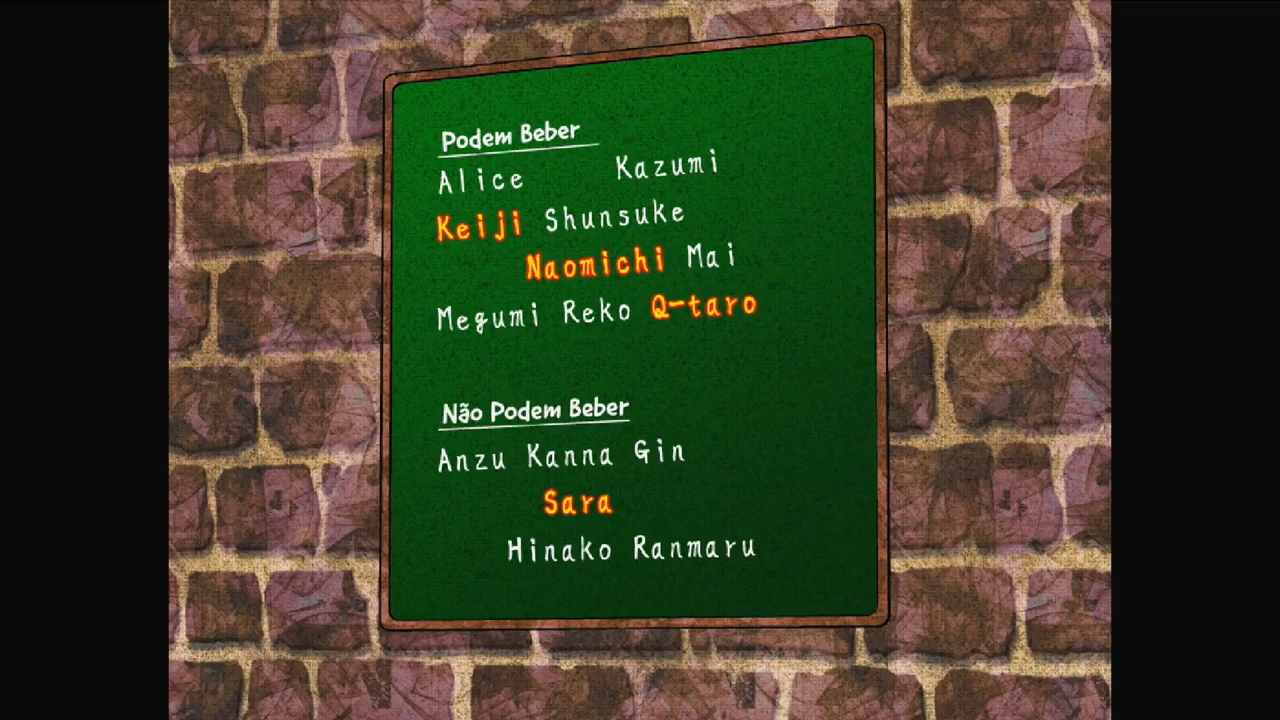 Podem Beber
Alice Kazumi
Keiji Shunsuke
Naomichi Mai
Megumi Reko Q-taro
Não Podem Beber
Anzu Kanna Gin
Sara
Hinako Ranmaru